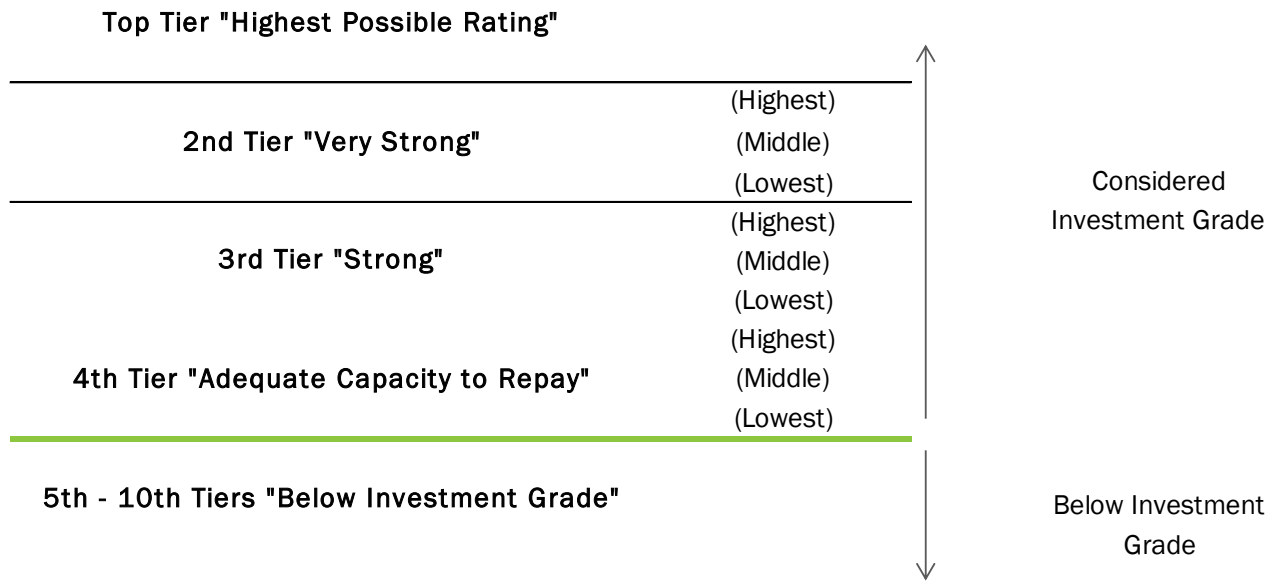 Top Tier "Highest Possible Rating"
(Highest)
2nd Tier "Very Strong"
(Middle)
(Lowest)
Considered
Investment Grade
(Highest)
3rd Tier "Strong"
(Middle)
(Lowest)
(Highest)
4th Tier "Adequate Capacity to Repay"
(Middle)
(Lowest)
5th - 10th Tiers "Below Investment Grade"
Below Investment
Grade